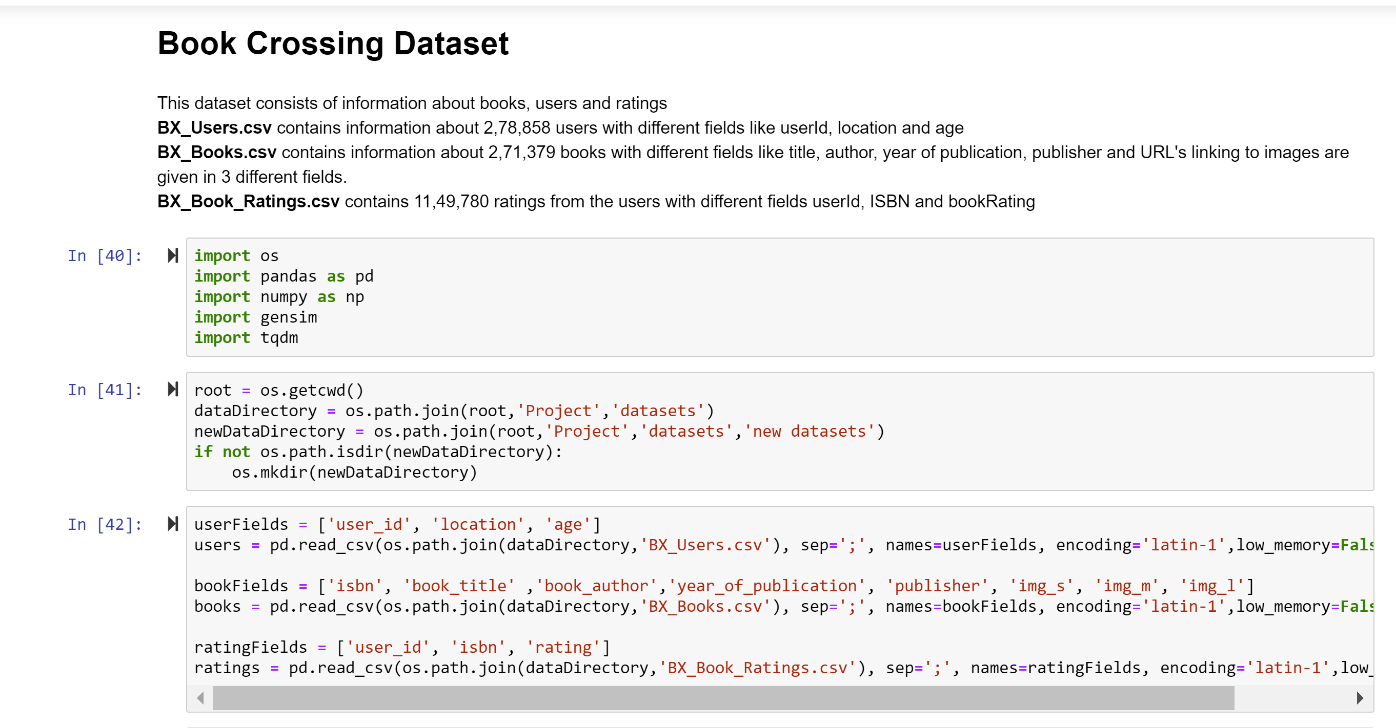 Book Crossing Dataset
This dataset consists of information about books, users and ratings
BX_Users.csv contains information about 2,78,858 users with different fields like userId, location and age
BX_Books.csv contains information about 2,71,379 books with different fields like title, author, year of publication, publisher and URL's linking to images are
given in 3 different fields.
BX_Book_Ratings.csv contains 11,49,780 ratings from the users with different fields userId, ISBN and bookRating
In [40]: import os
import pandas as pd
import numpy as np
import gensim
import tqdm
In [41]: root = os.getcwd()
dataDirectory = os.path.join(root,'Project','datasets')
newDataDirectory = os.path.join(root,'Project','datasets','new datasets')
if not os.path.isdir(newDataDirectory):
    os.mkdir(newDataDirectory)
In [42]: userFields = ['user_id', 'location', 'age']
users = pd.read_csv(os.path.join(dataDirectory,'BX_Users.csv'), sep=';', names=userFields, encoding='latin-1',low_memory=Fals
bookFields = ['isbn', 'book_title' ,'book_author','year_of_publication', 'publisher', 'img_s', 'img_m', 'img_l']
books = pd.read_csv(os.path.join(dataDirectory,'BX_Books.csv'), sep=';', names=bookFields, encoding='latin-1',low_memory=Fals
ratingFields = ['user_id', 'isbn', 'rating']
ratings = pd.read_csv(os.path.join(dataDirectory,'BX_Book_Ratings.csv'), sep=';', names=ratingFields, encoding='latin-1',low_